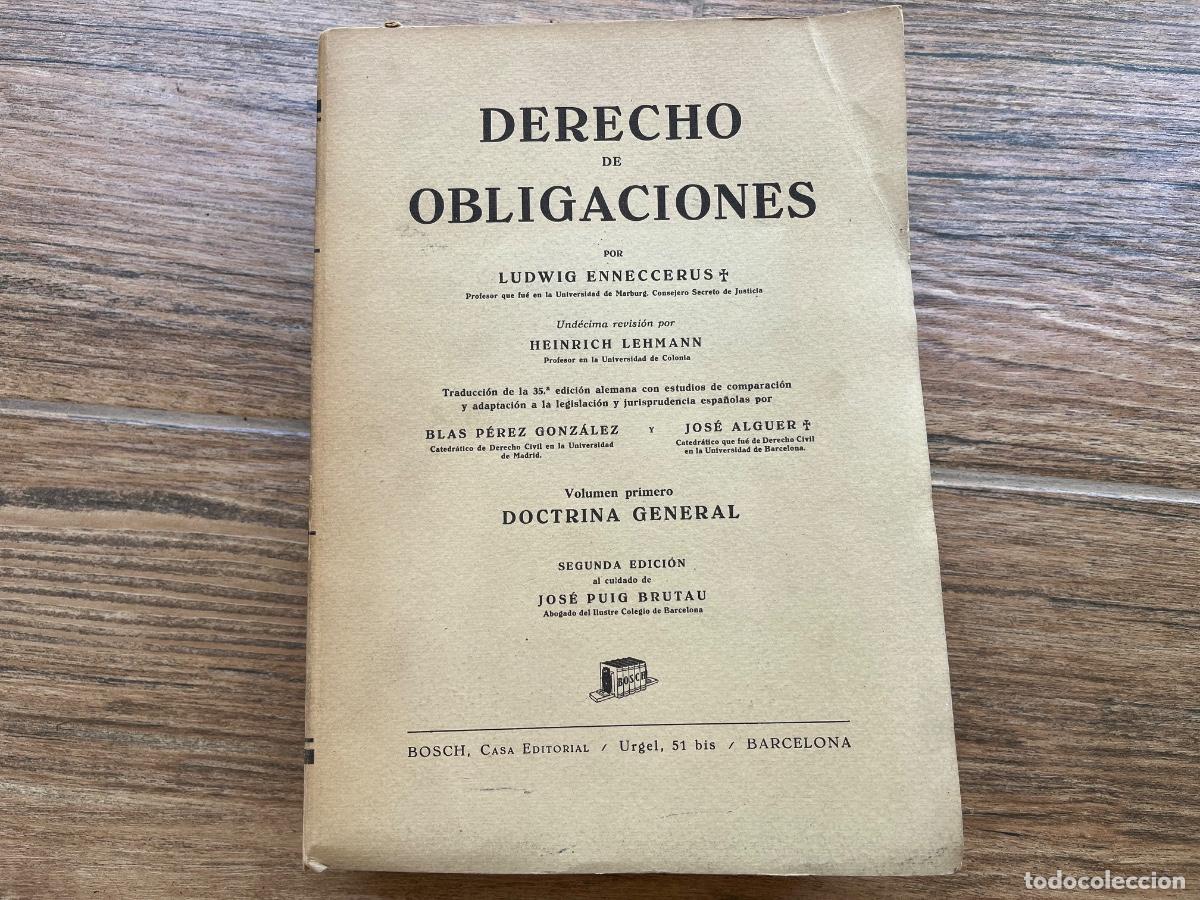 DERECHO
DE
OBLIGACIONES
POR
LUDWIG ENNECCERUS ✝
Profesor que fué en la Universidad de Marburg. Consejero Secreto de Justicia
Undécima revisión por
HEINRICH LEHMANN
Profesor en la Universidad de Colonia
Traducción de la 35.ª edición alemana con estudios de comparación
y adaptación a la legislación y jurisprudencia españolas por
BLAS PÉREZ GONZÁLEZ Y JOSÉ ALGUER ✝
Catedrático de Derecho Civil en la Universidad
de Madrid.
Catedrático que fué de Derecho Civil
en la Universidad de Barcelona.
Volumen primero
DOCTRINA GENERAL
SEGUNDA EDICIÓN
al cuidado de
JOSÉ PUIG BRUTAU
Abogado del Ilustre Colegio de Barcelona
BOSCH
BOSCH, CASA EDITORIAL / Urgel, 51 bis / BARCELONA
todocoleccion